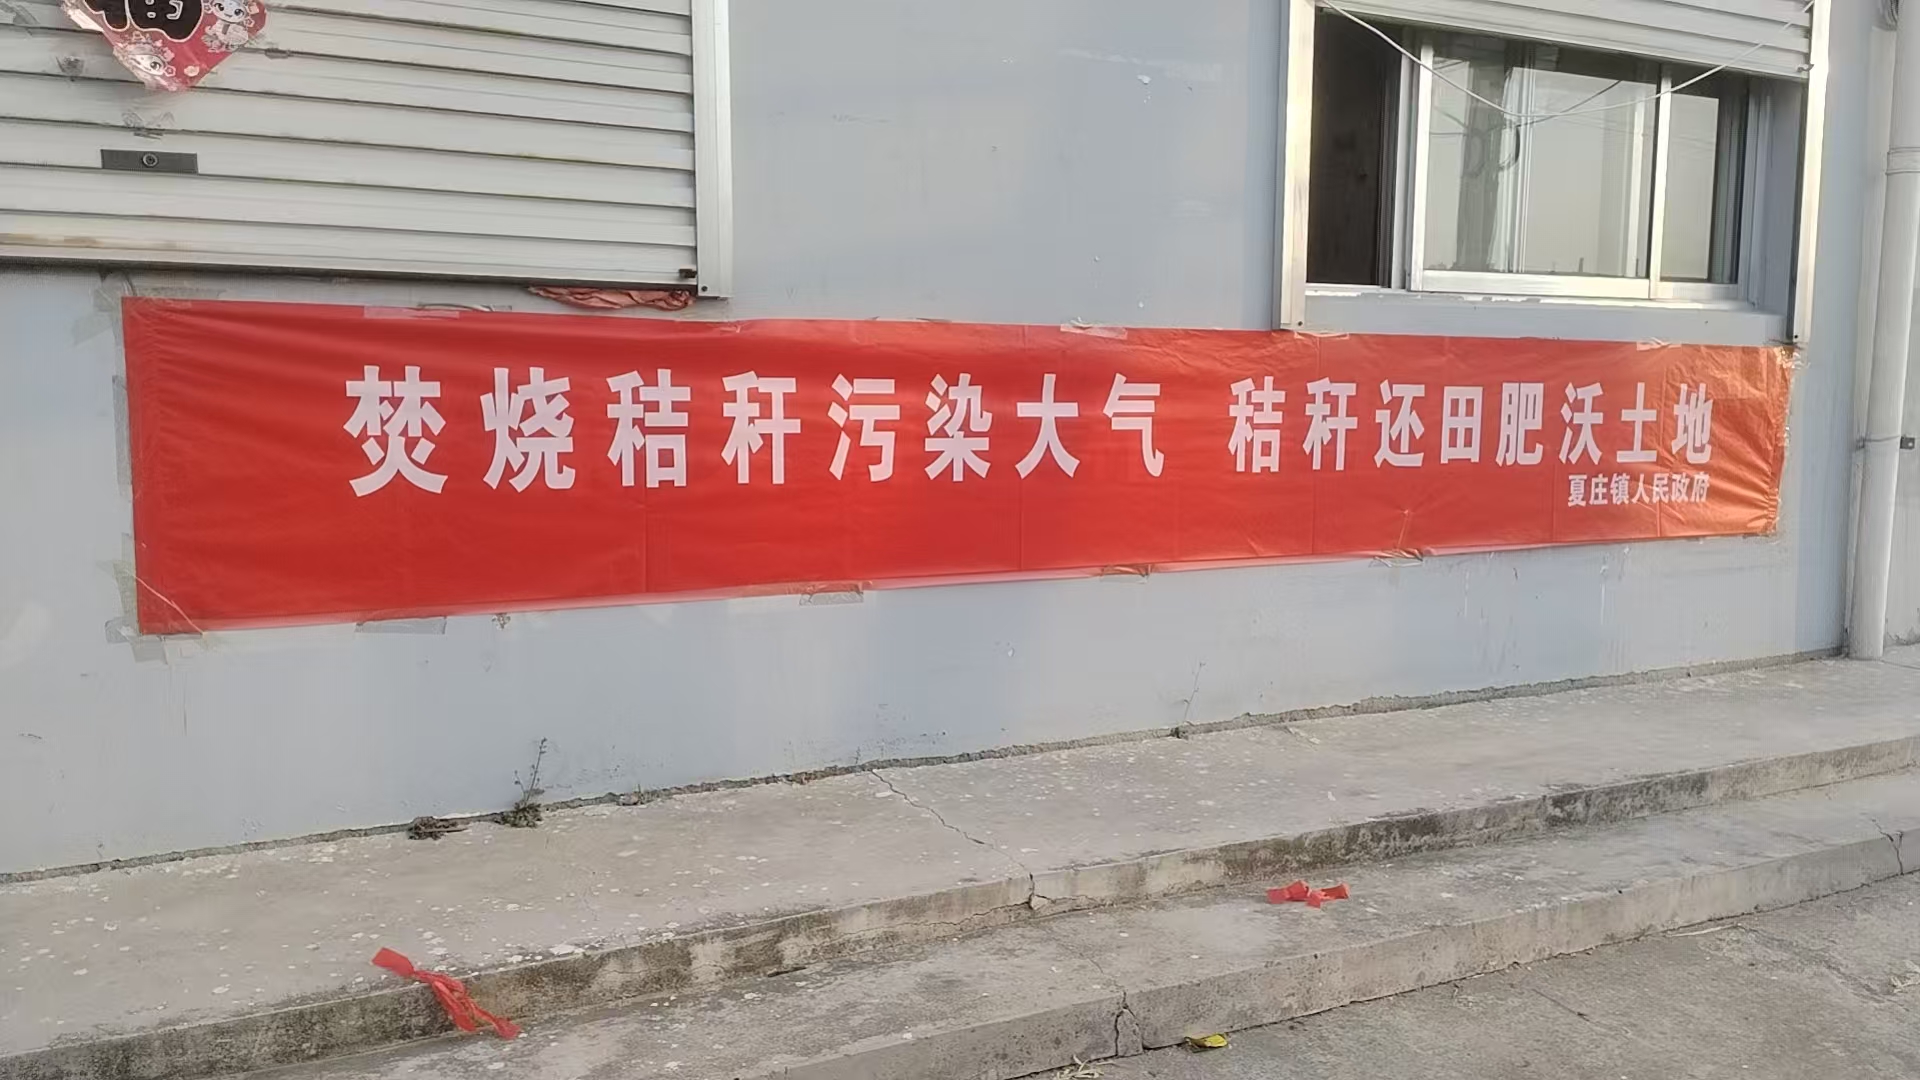 福
焚烧秸秆污染大气 秸秆还田肥沃土地
夏庄镇人民政府